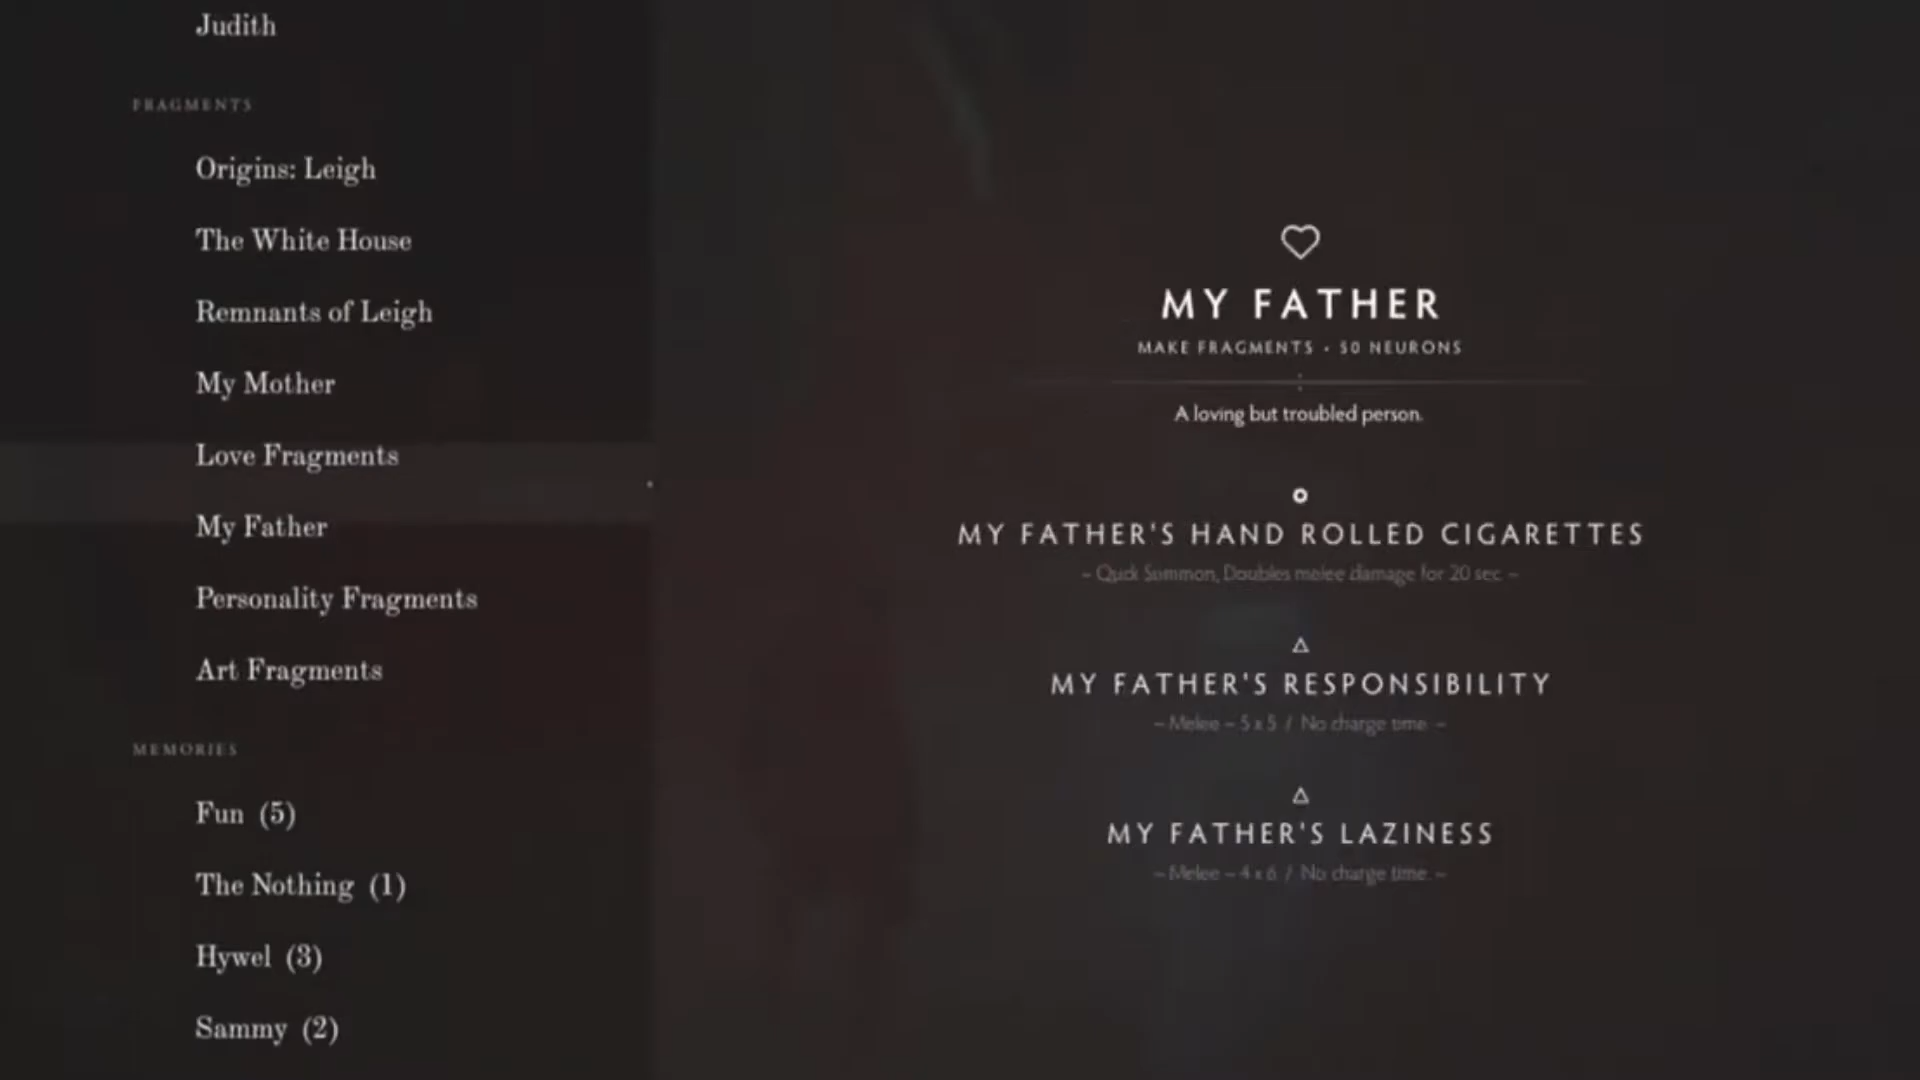 Judith
FRAGMENTS
Origins: Leigh
The White House
Remnants of Leigh
My Mother
Love Fragments
My Father
Personality Fragments
Art Fragments
MEMORIES
Fun (5)
The Nothing (1)
Hywel (3)
Sammy (2)
MY FATHER
MAKE FRAGMENTS • 50 NEURONS
A loving but troubled person.
MY FATHER'S HAND ROLLED CIGARETTES
– Quick Summon, Doubles melee damage for 20 sec –
MY FATHER'S RESPONSIBILITY
– Melee – 5 x 5 / No charge time. –
MY FATHER'S LAZINESS
– Melee – 4 x 6 / No charge time. –